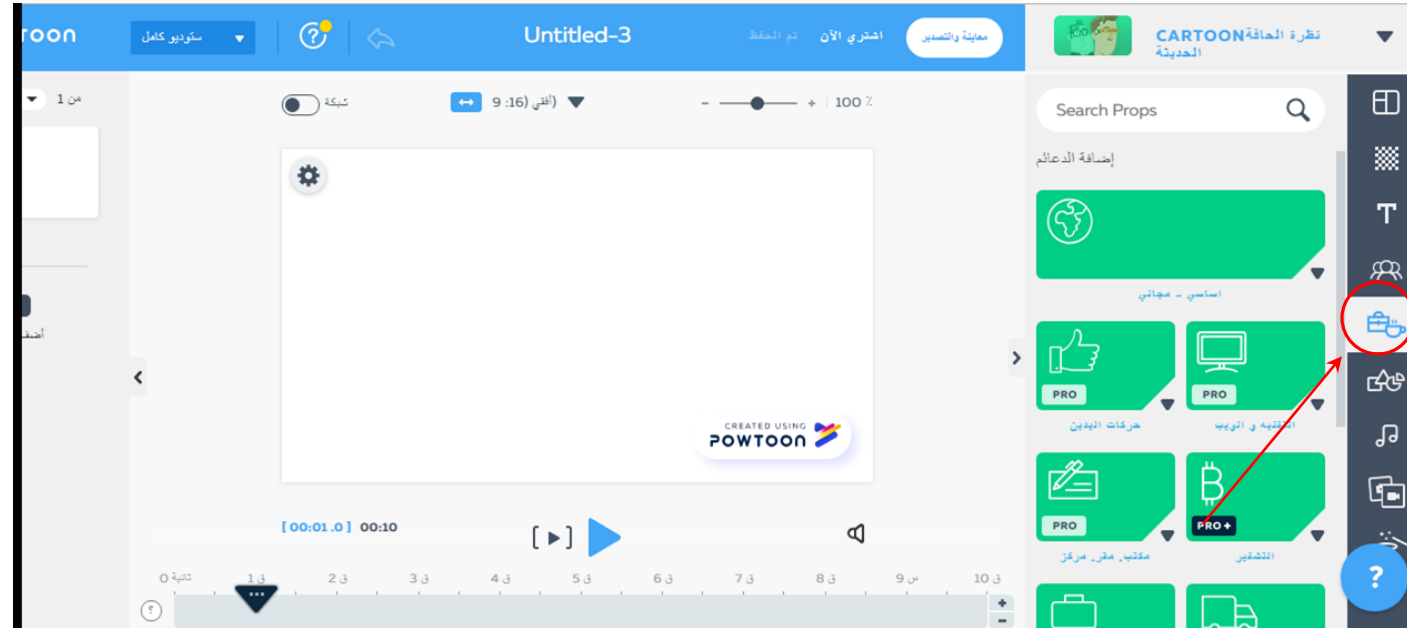 toon
ستوديو كامل
?
Untitled-3
تم الحفظ
اشتري الآن
معاينة والتصدير
نظرة الحافةCARTOON
الحديثة
من 1
شبكة
أفقي (16: 9)
- + 100 ٪
Search Props
إضافة الدعائم
T
اساسي - مجاني
أضف
PRO
PRO
حركات اليدين
التقنيه و الويب
CREATED USING
POWTOON
PRO
PRO+
مكتب, مقر, مركز
التشفير
[ 00:01.0 ] 00:10
0 ثانية
1 ق
2 ق
3 ق
4 ق
5 ق
6 ق
7 ق
8 ق
9 س
10 ق
؟
+
-
?